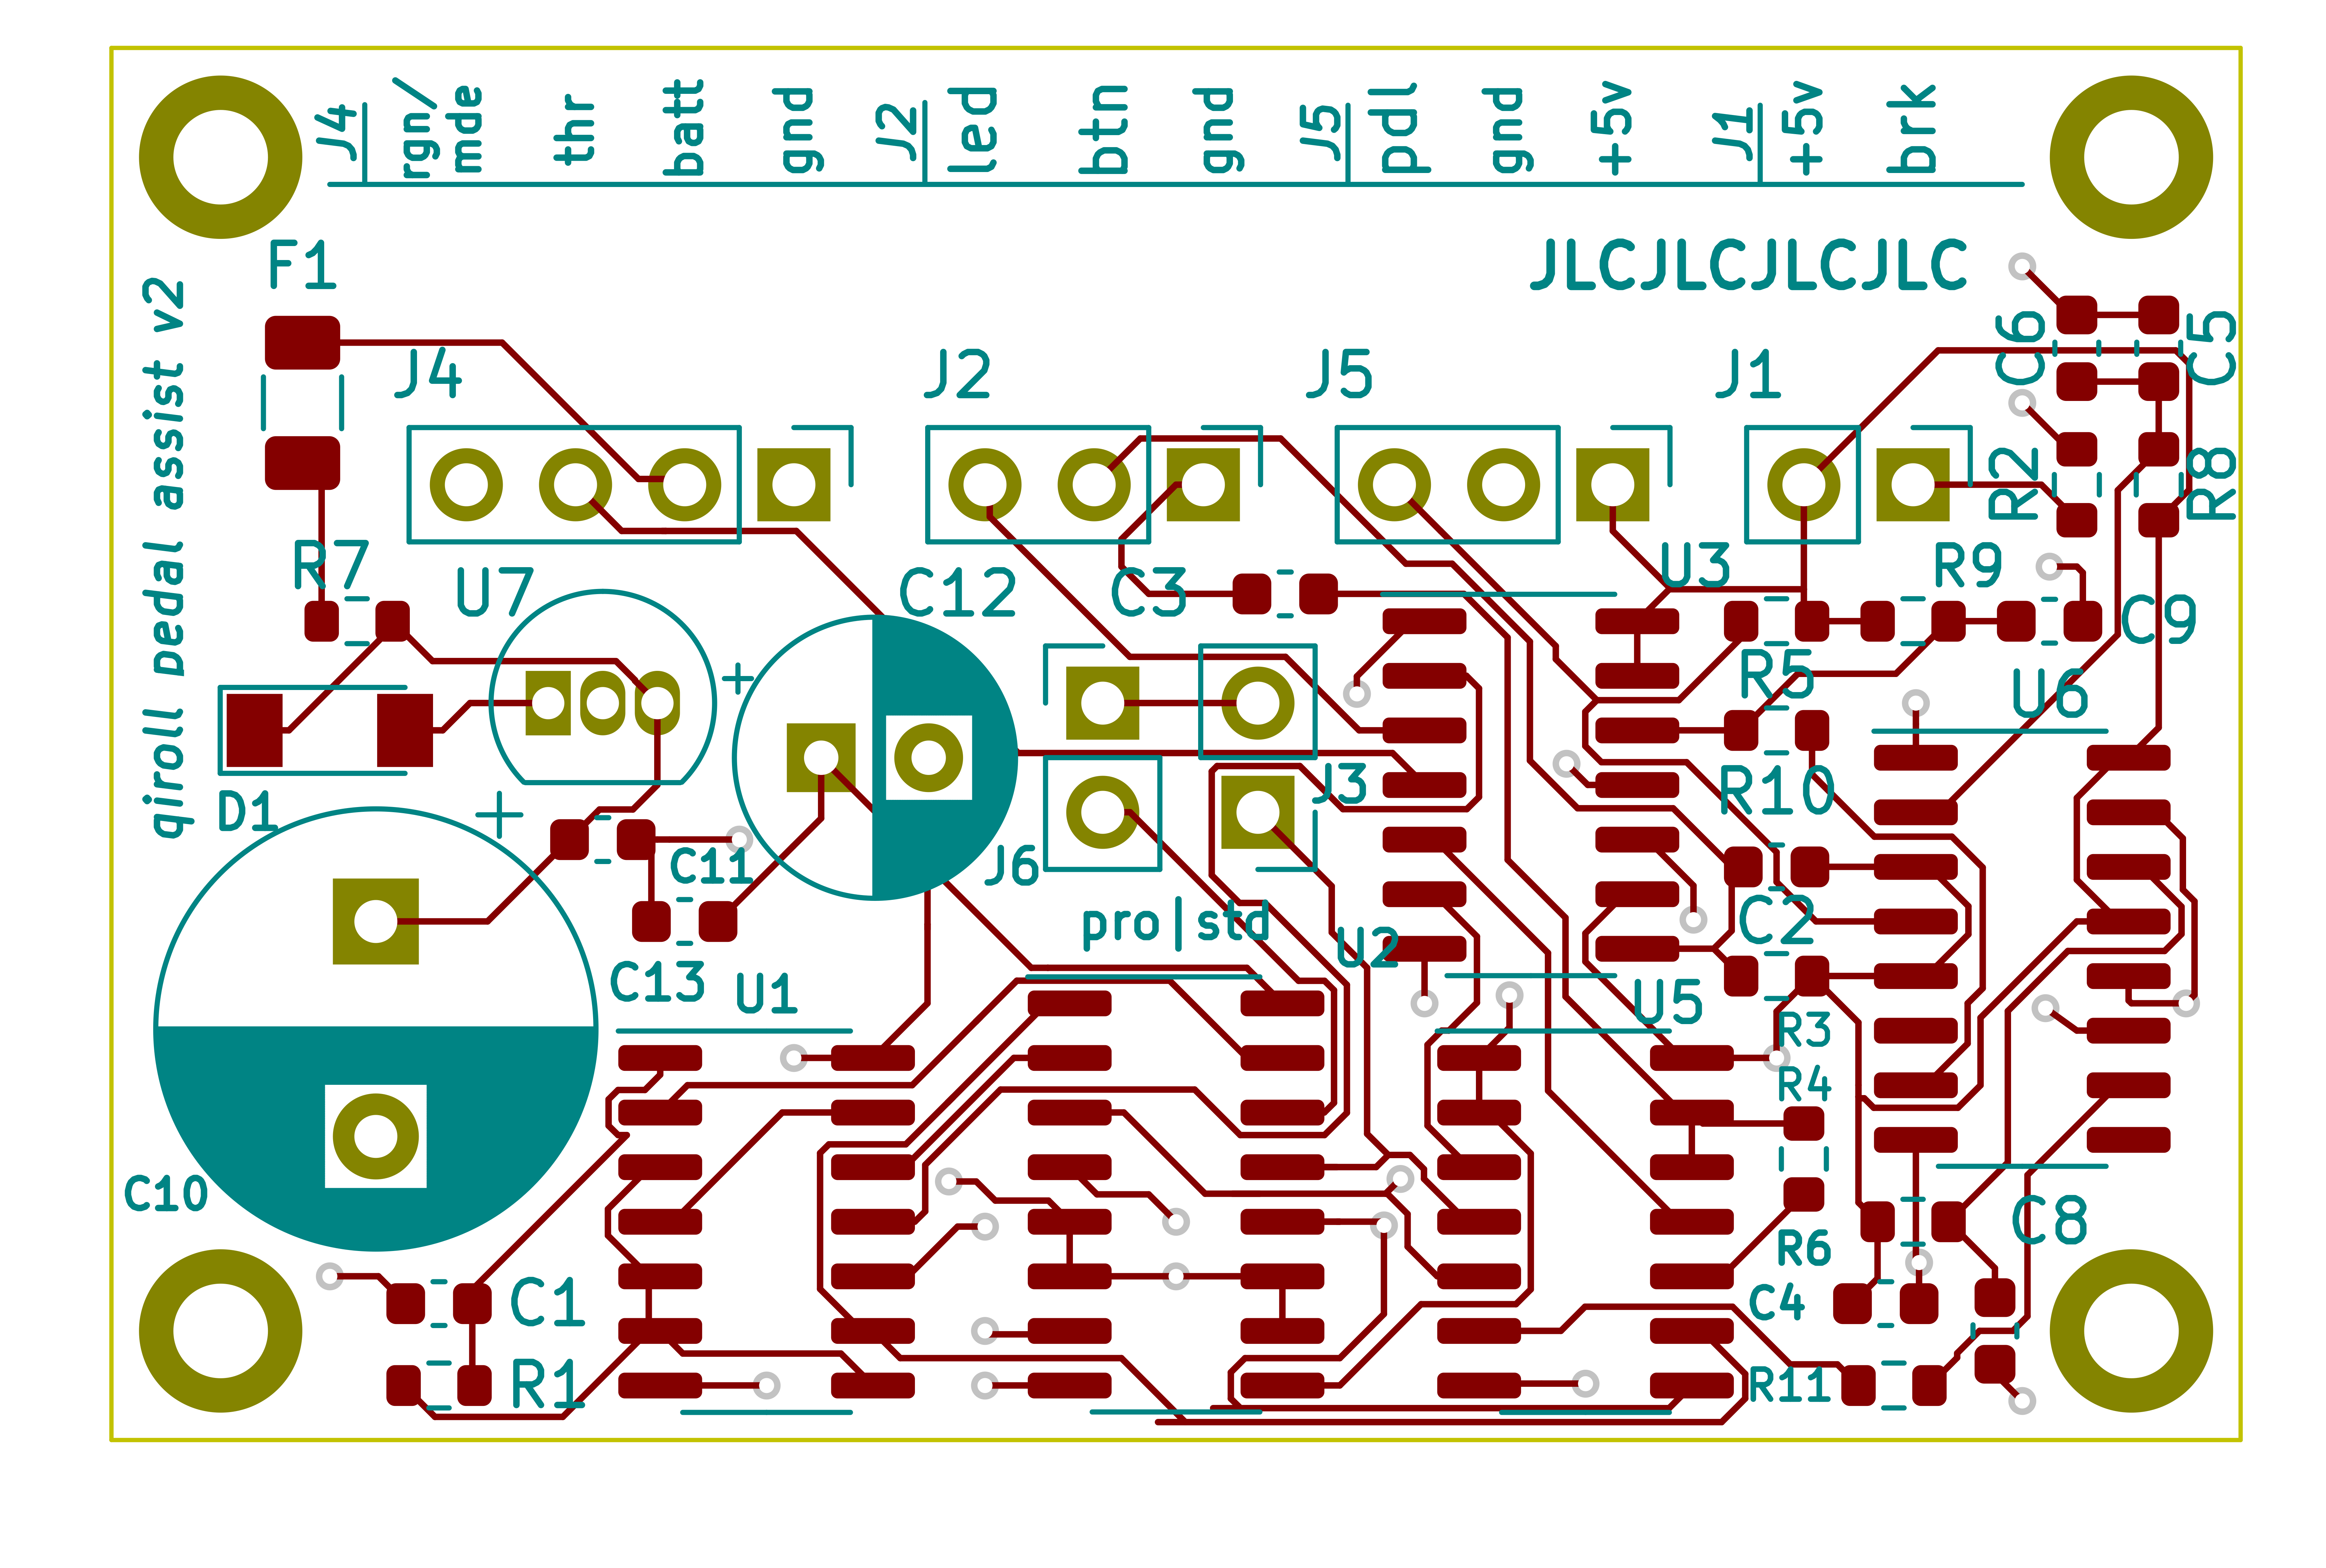 J4
rgn/
mde
thr
batt
gnd
J2
led
btn
gnd
J5
pdl
gnd
+5v
J1
+5v
brk
F1
JLCJLCJLCJLC
giroll pedal assist v2
C6
C5
J4
J2
J5
J1
R2
R8
R7
U7
C12
C3
U3
R9
C9
R5
U6
+
D1
+
J3
R10
C11
J6
pro|std
U2
C2
C13
U1
U5
R3
R4
C10
R6
C8
C1
C4
R1
R11